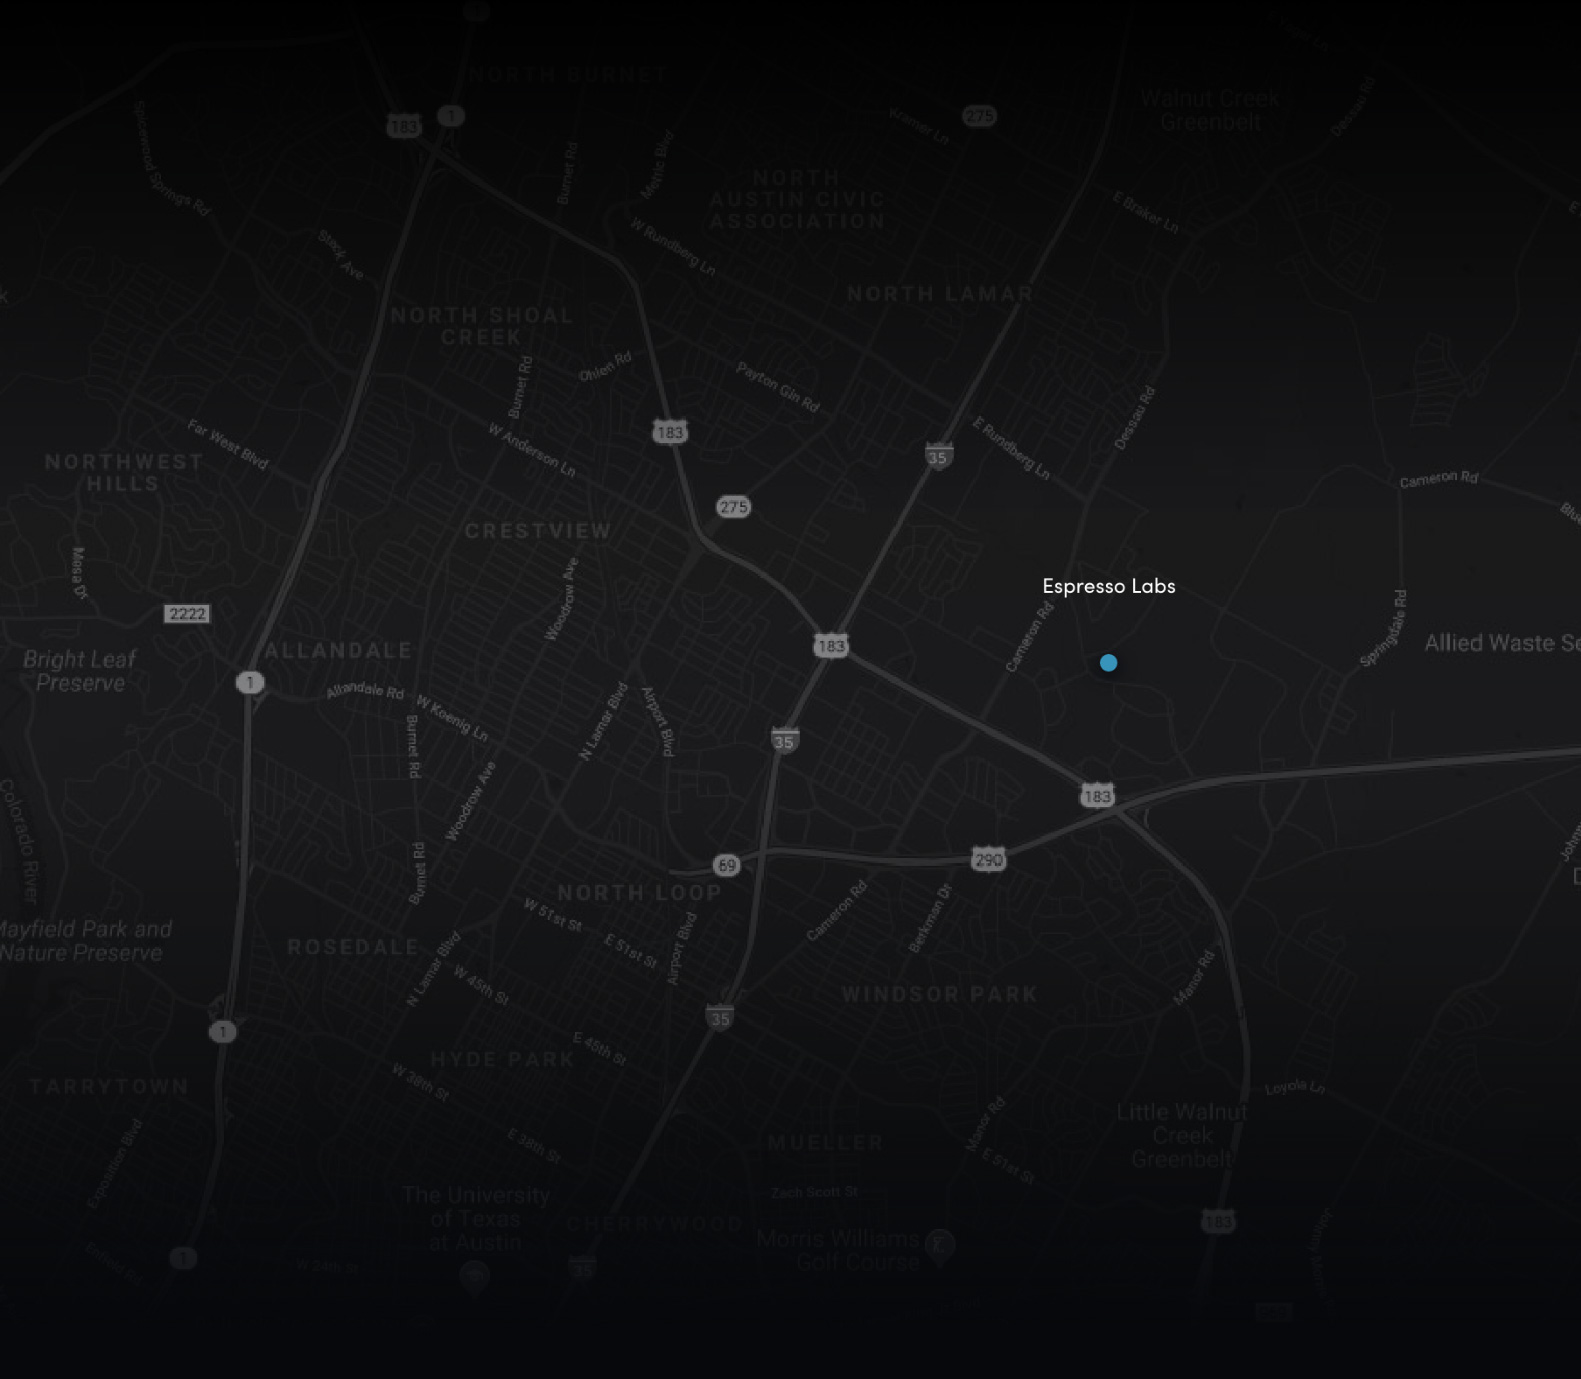 NORTH BURNET
183
1
275
Kramer Ln
Walnut Creek
Greenbelt
Dessau Rd
Spicewood Springs Rd
Burnet Rd
Metric Blvd
NORTH
AUSTIN CIVIC
ASSOCIATION
E Braker Ln
W Rundberg Ln
Steck Ave
NORTH LAMAR
NORTH SHOAL
CREEK
Ohlen Rd
Burnet Rd
Payton Gin Rd
Dessau Rd
Far West Blvd
W Anderson Ln
183
35
E Rundberg Ln
NORTHWEST
HILLS
Cameron Rd
275
CRESTVIEW
Mesa Dr
Woodrow Ave
Espresso Labs
2222
Cameron Rd
Springdale Rd
183
Allied Waste Se
ALLANDALE
Bright Leaf
Preserve
1
Allandale Rd
W Koenig Ln
N Lamar Blvd
Airport Blvd
Burnet Rd
35
Woodrow Ave
183
Colorado River
69
290
Burnet Rd
NORTH LOOP
W 51st St
Cameron Rd
Berkman Dr
Mayfield Park and
Nature Preserve
ROSEDALE
N Lamar Blvd
E 51st St
Airport Blvd
W 45th St
Manor Rd
WINDSOR PARK
35
1
E 45th St
HYDE PARK
W 38th St
TARRYTOWN
Loyola Ln
Little Walnut
Creek
Greenbelt
Manor Rd
Exposition Blvd
E 38th St
MUELLER
E 51st St
The University
of Texas
at Austin
Zach Scott St
CHERRYWOOD
183
Morris Williams
Golf Course
Enfield Rd
1
W 24th St
35